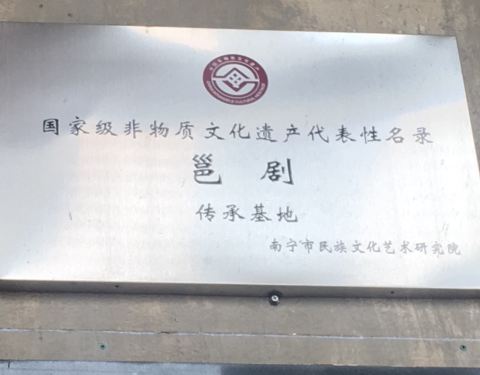 国家级非物质文化遗产代表性名录
邕剧
传承基地
南宁市民族文化艺术研究院